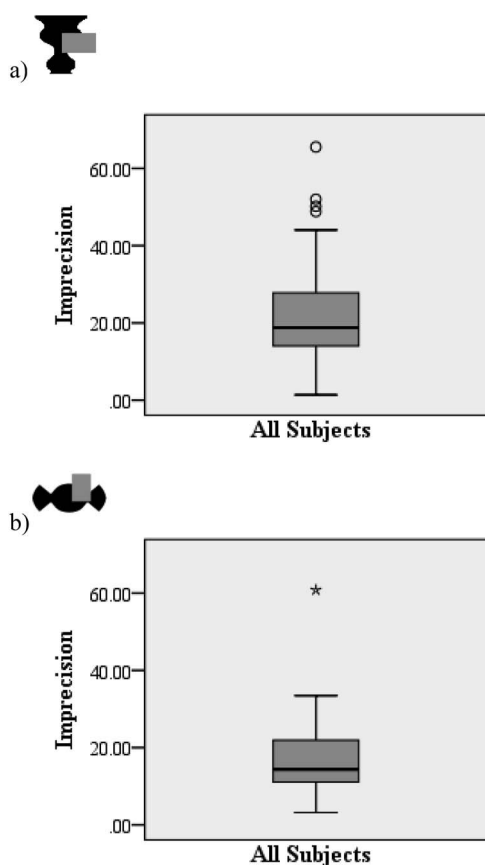 a)
60.00
40.00
20.00
.00
Imprecision
All Subjects
b)
60.00
40.00
20.00
.00
Imprecision
All Subjects